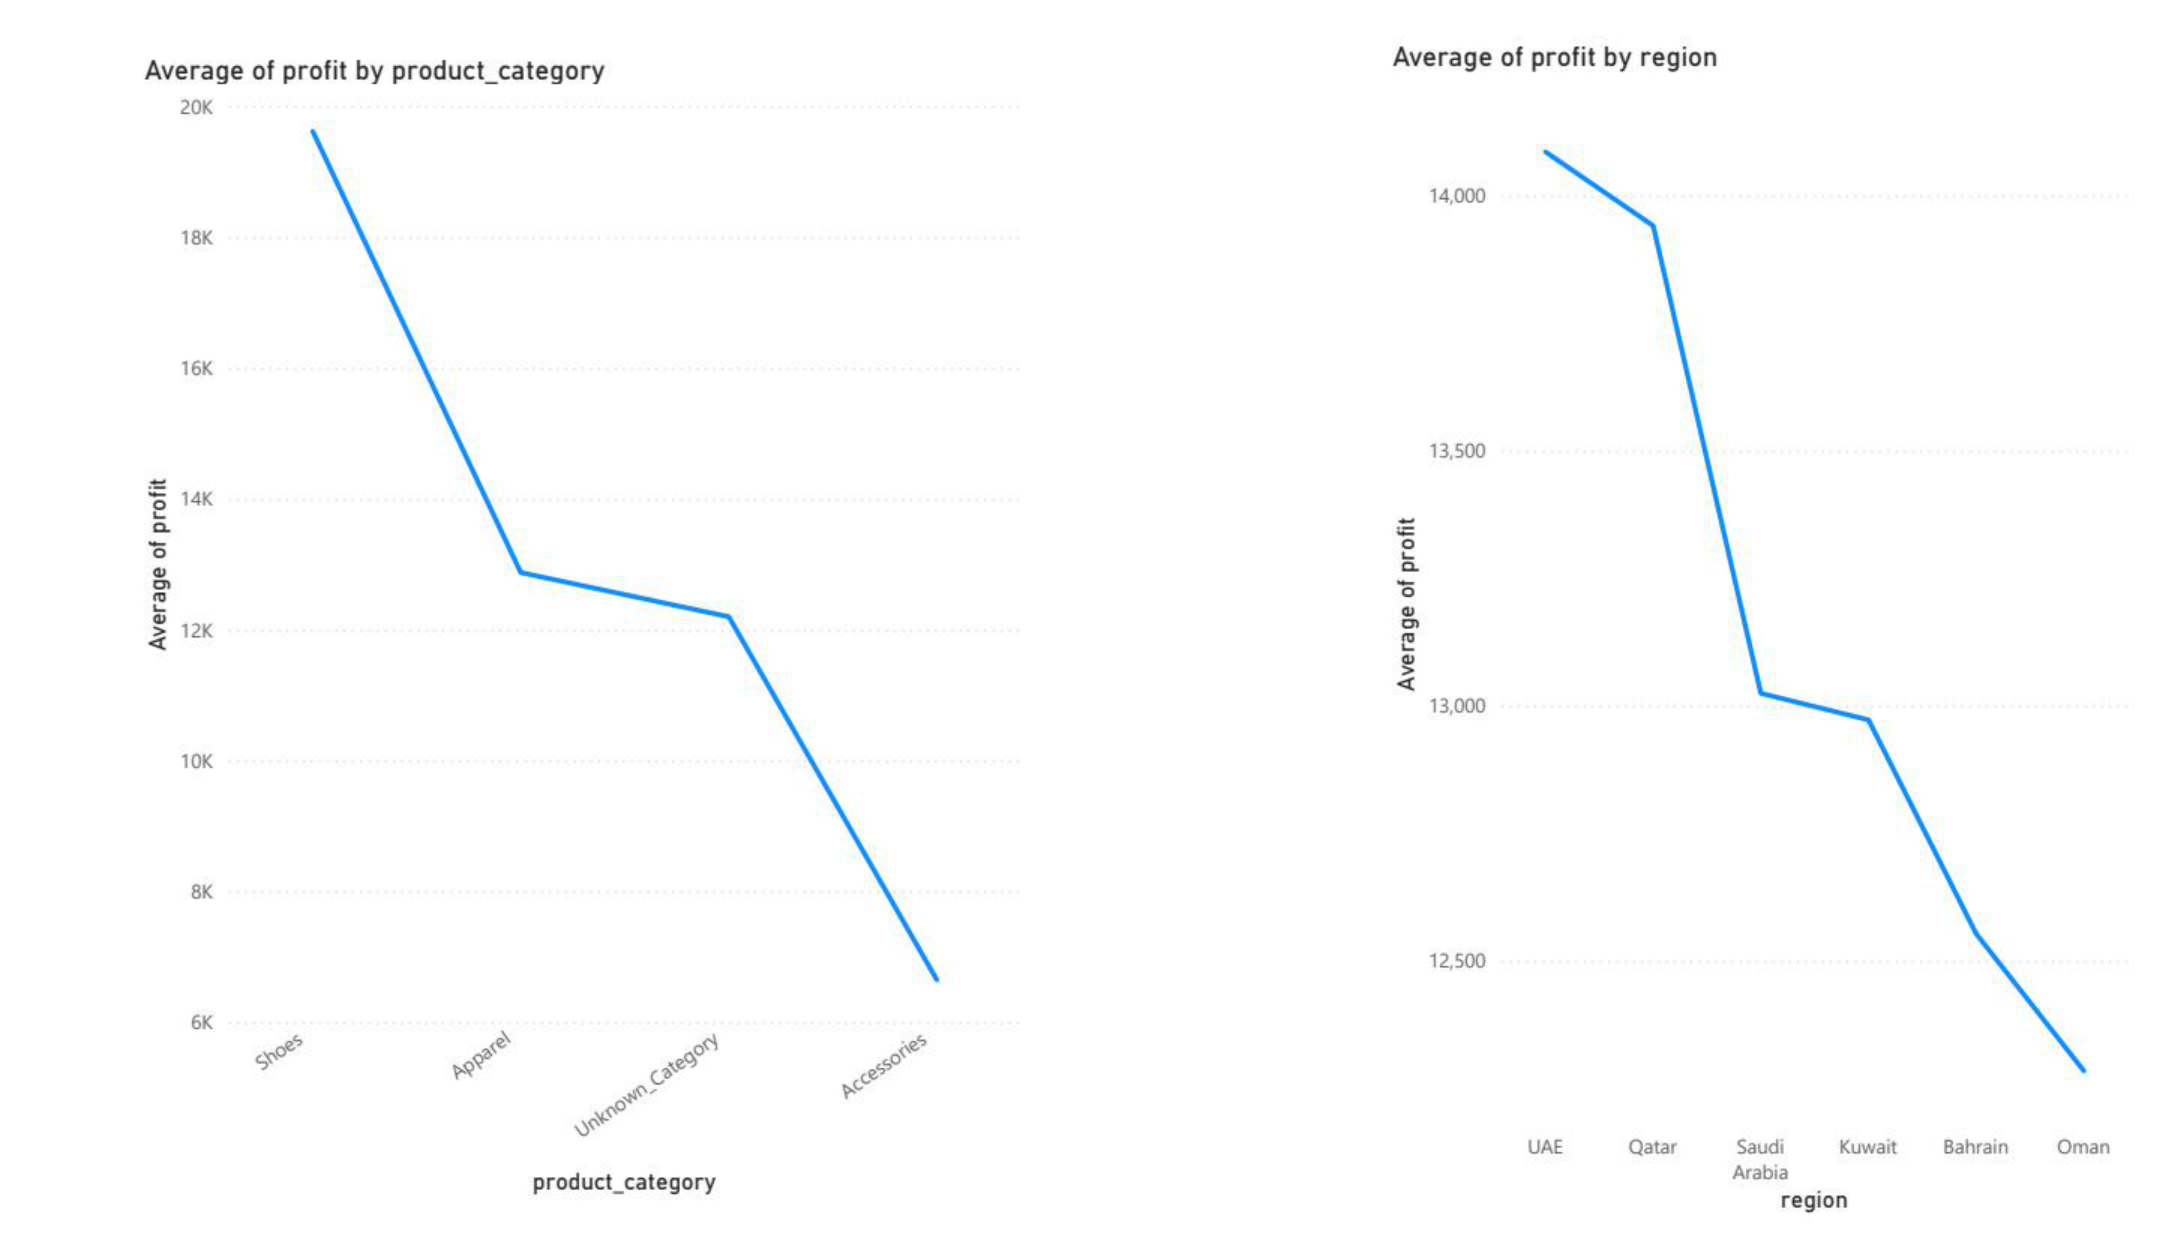 Average of profit by product_category
20K
18K
16K
14K
12K
10K
8K
6K
Average of profit
Shoes
Apparel
Unknown_Category
Accessories
product_category
Average of profit by region
14,000
13,500
13,000
12,500
Average of profit
UAE
Qatar
Saudi
Arabia
Kuwait
Bahrain
Oman
region